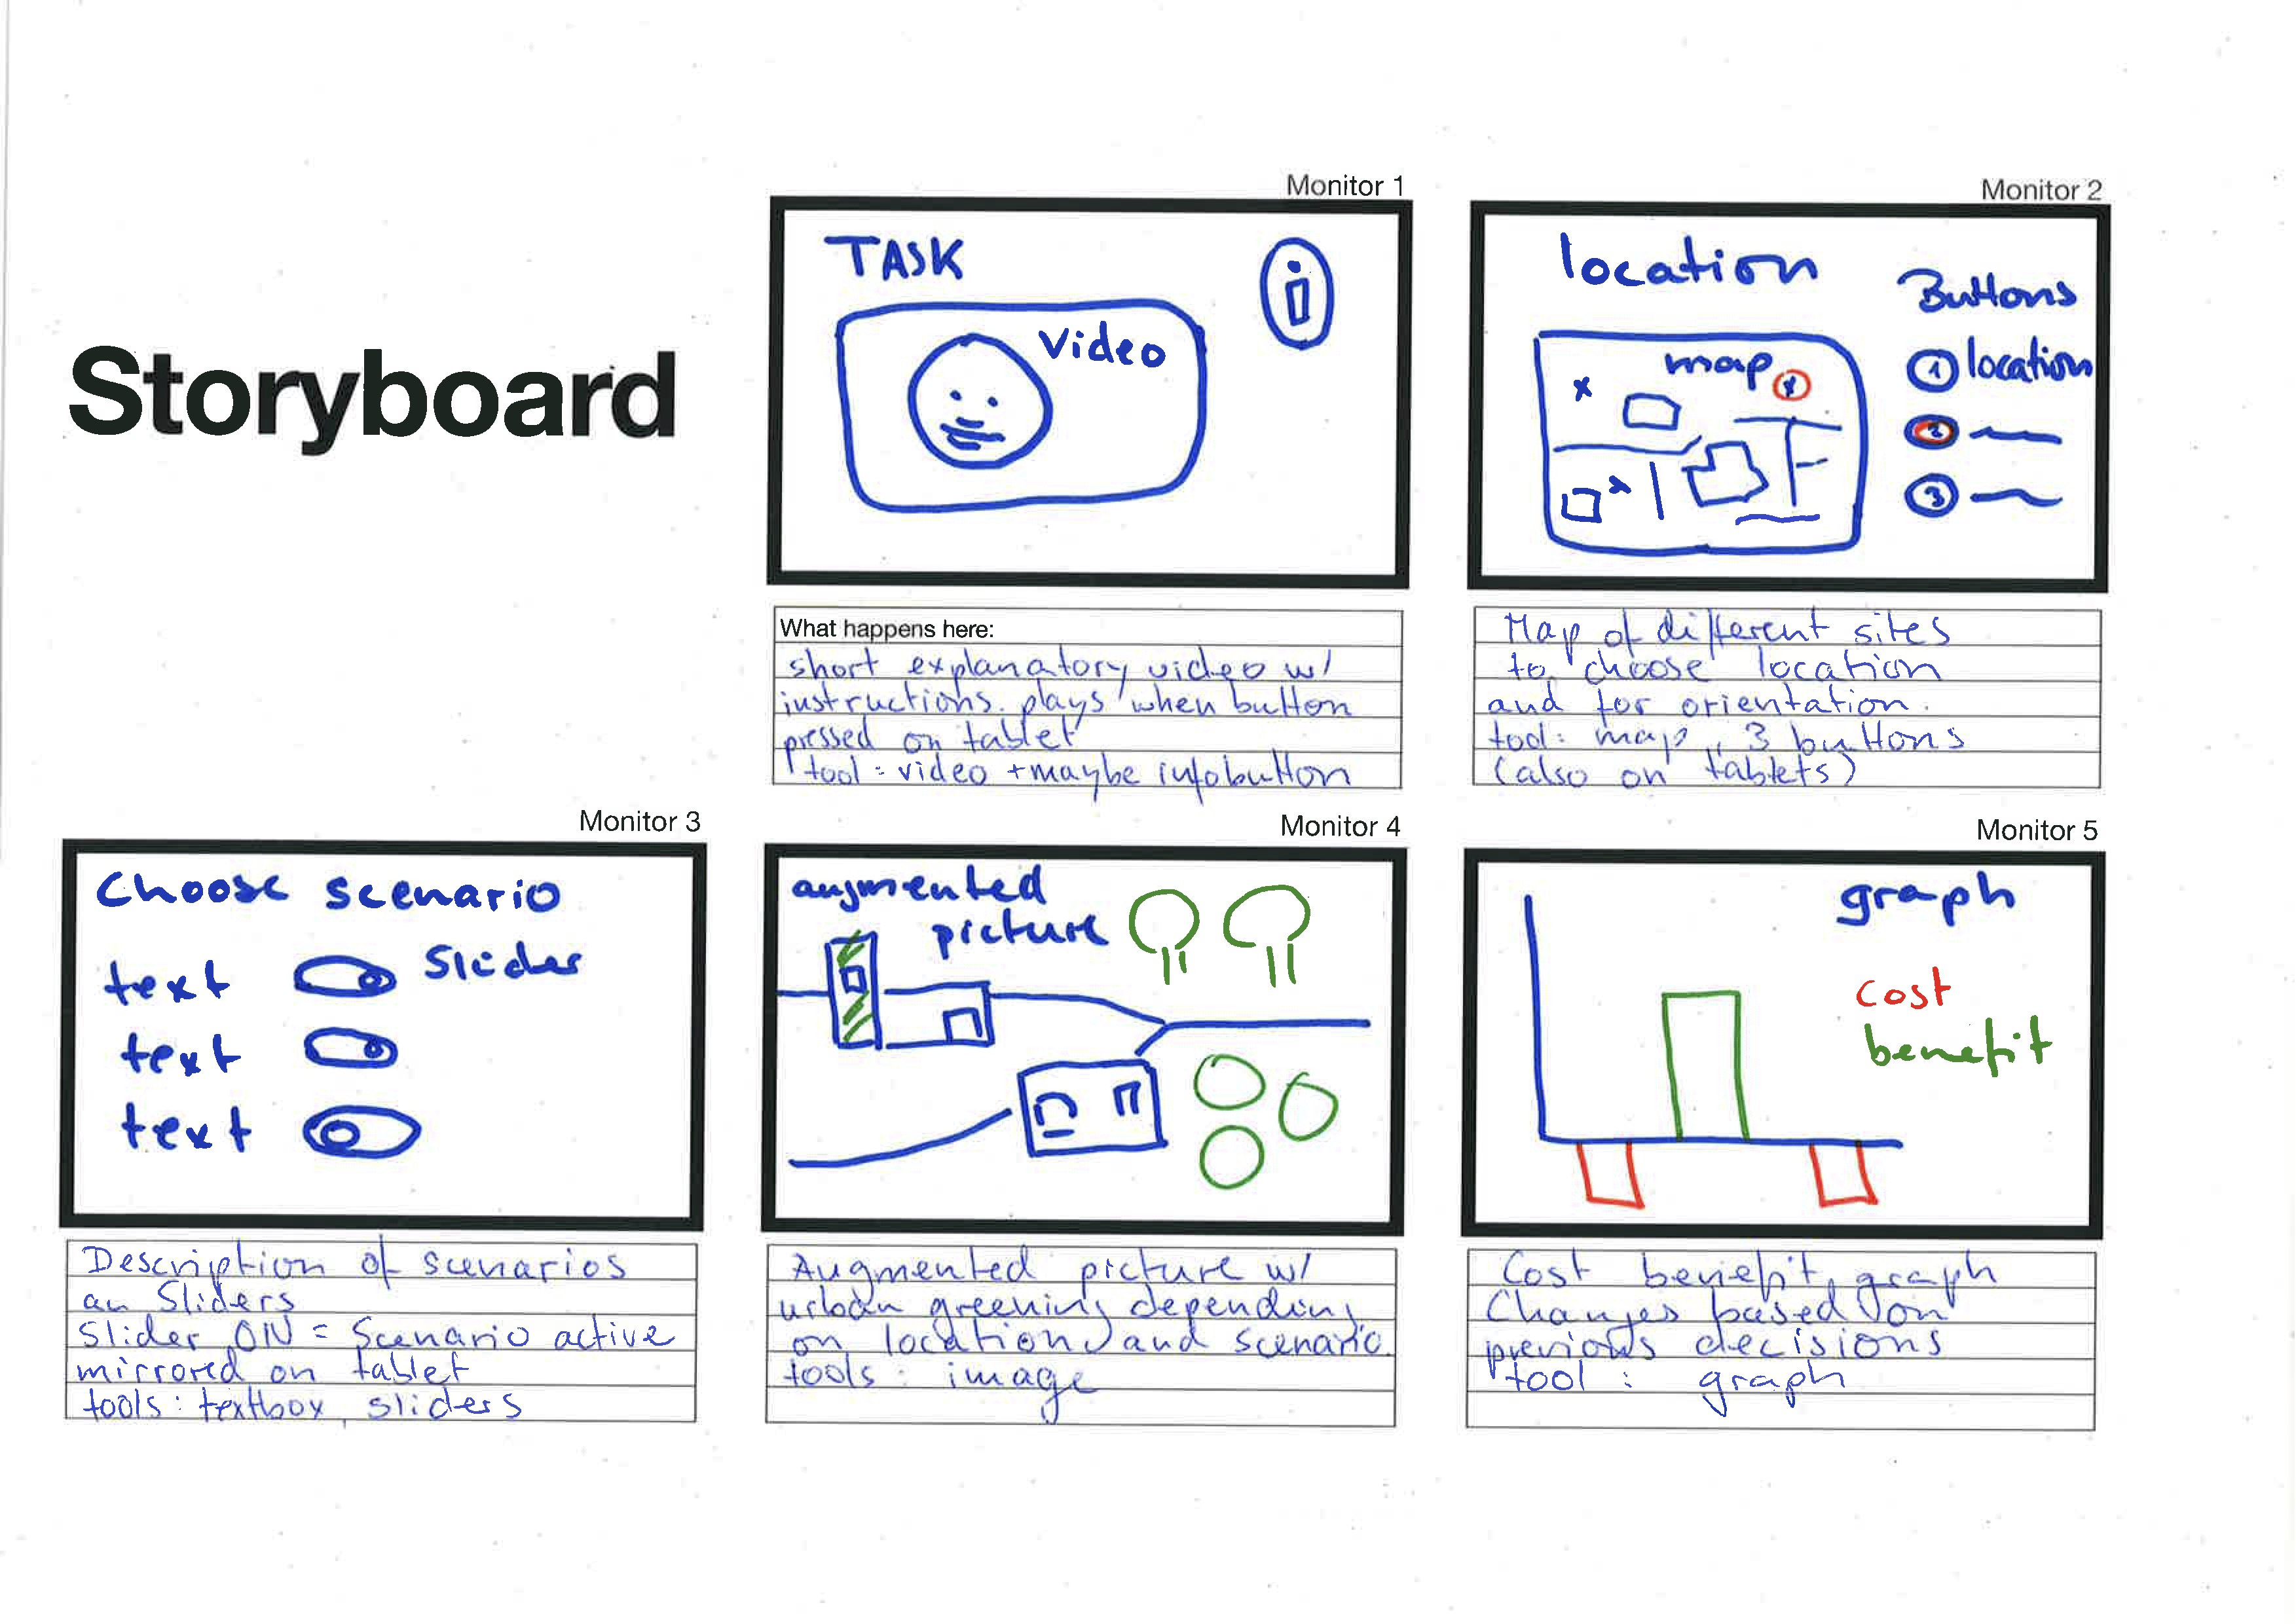 Storyboard
Monitor 1
TASK
i
Video
What happens here:
short explanatory video w/
instructions. plays when button
pressed on tablet
tool = video + maybe infobutton
Monitor 2
location
Buttons
map x
x
x
1 location
2
3
Map of different sites
to choose location
and for orientation.
tool: map, 3 buttons
(also on tablets)
Monitor 3
Choose scenario
text Slider
text
text
Description of scenarios
an Sliders
Slider ON = Scenario active
mirrored on tablet
tools: textbox, sliders
Monitor 4
augmented
picture
Augmented picture w/
urban greening depending
on location and scenario.
tools: image
Monitor 5
graph
cost
benefit
Cost benefit graph
Changes based on
previous decisions
tool: graph